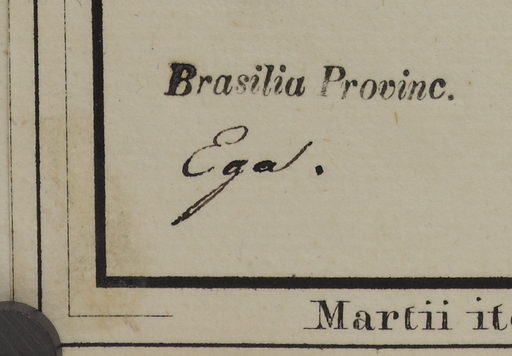 Brasilia Provinc.
Ega.
Martii it